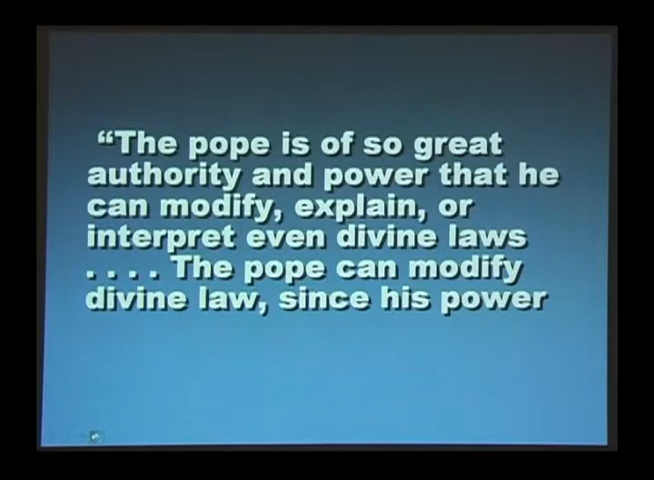 “The pope is of so great
authority and power that he
can modify, explain, or
interpret even divine laws
. . . . The pope can modify
divine law, since his power